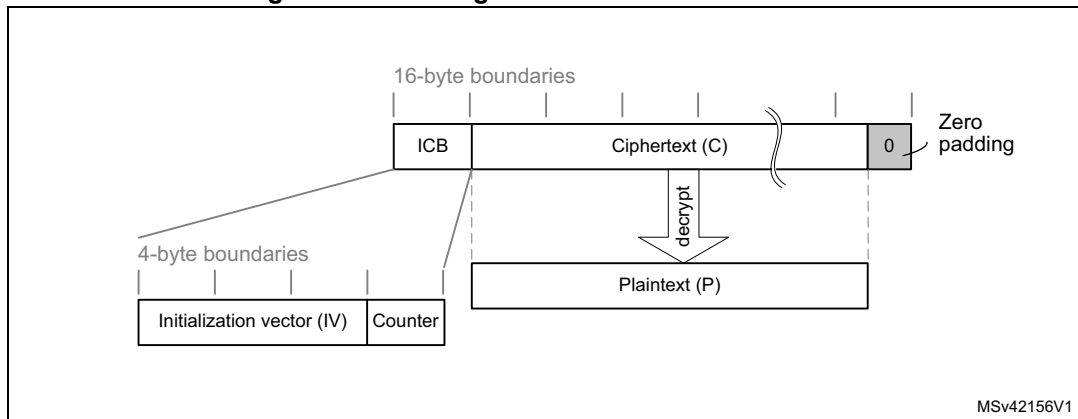 16-byte boundaries
ICB
Ciphertext (C)
0
Zero
padding
decrypt
4-byte boundaries
Plaintext (P)
Initialization vector (IV)
Counter
MSv42156V1